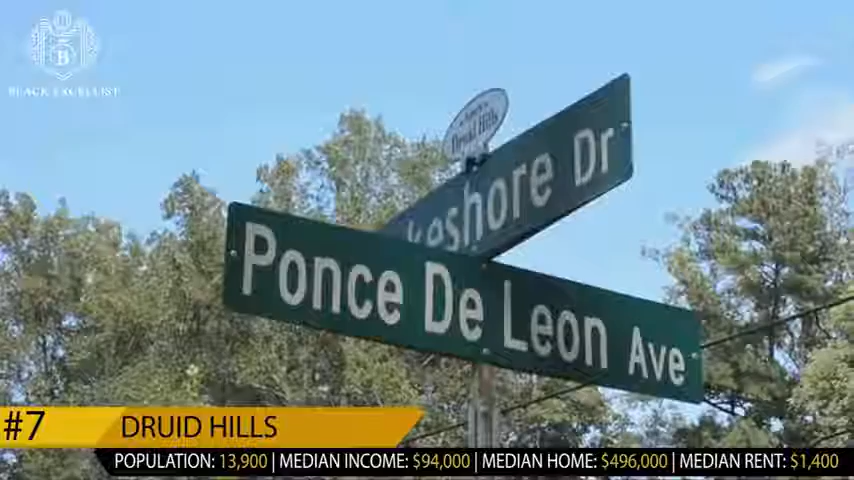 BLACK EXCELLIST
Druid Hills
keshore Dr
Ponce De Leon Ave
#7 DRUID HILLS
POPULATION: 13,900 | MEDIAN INCOME: $94,000 | MEDIAN HOME: $496,000 | MEDIAN RENT: $1,400